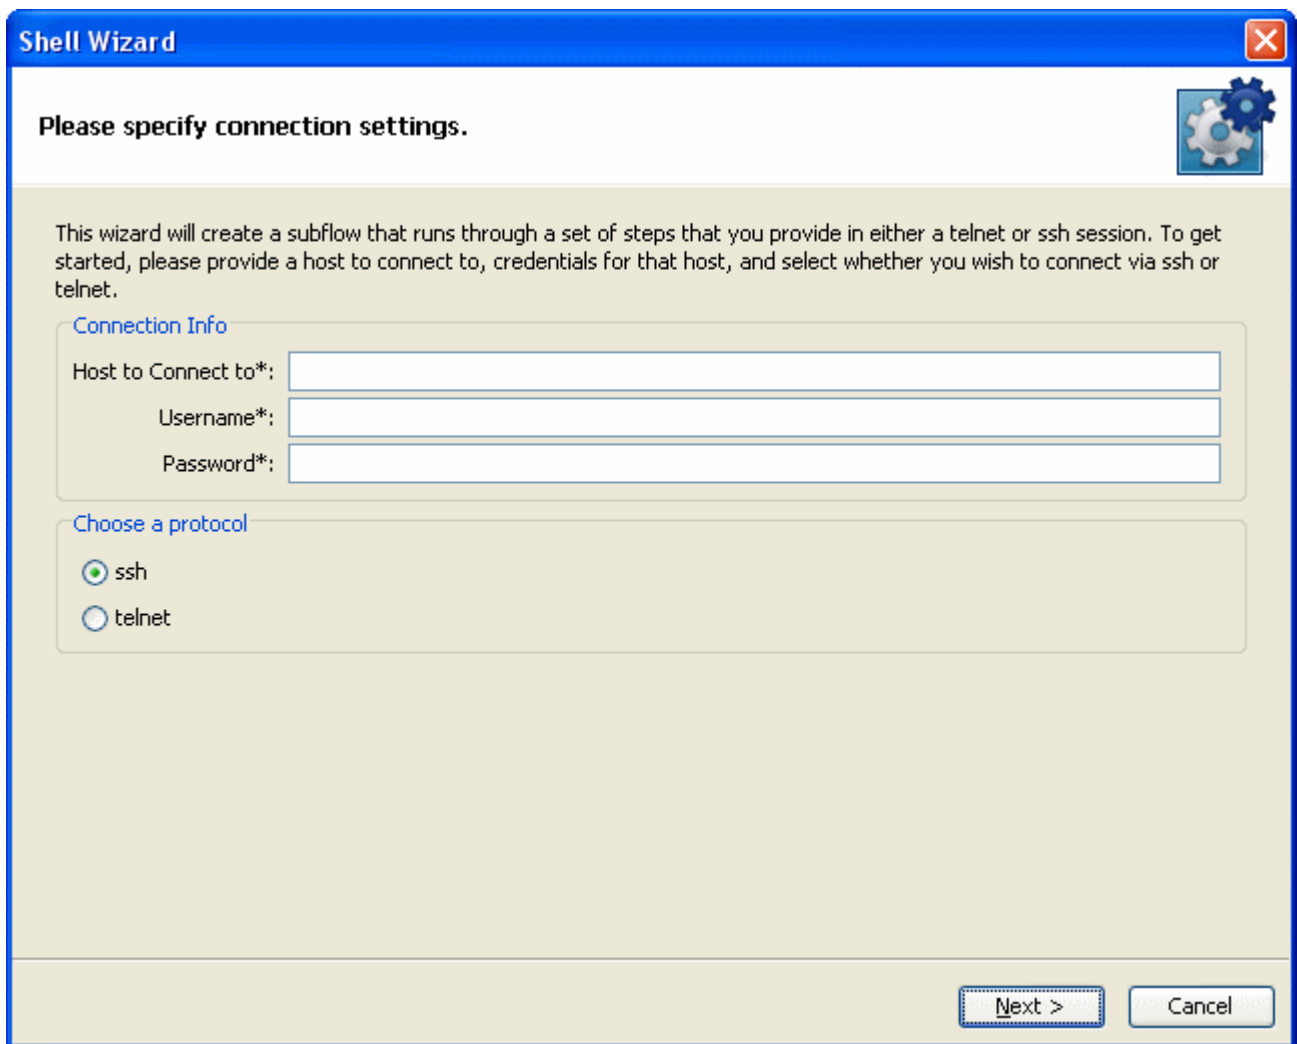 Shell Wizard
Please specify connection settings.
This wizard will create a subflow that runs through a set of steps that you provide in either a telnet or ssh session. To get
started, please provide a host to connect to, credentials for that host, and select whether you wish to connect via ssh or
telnet.
Connection Info
Host to Connect to*:
Username*:
Password*:
Choose a protocol
ssh
telnet
Next >
Cancel